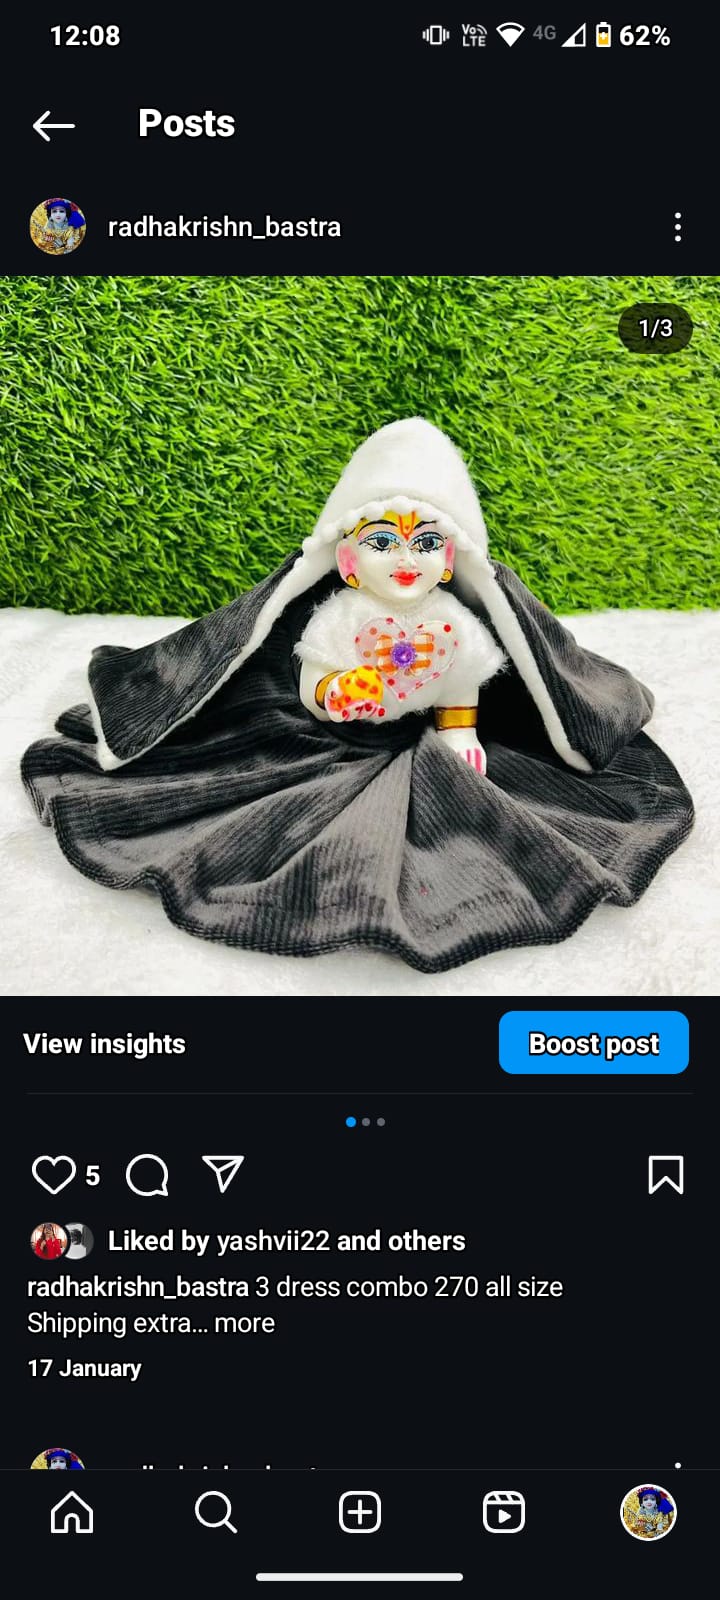 12:08 Vo LTE 4G 62%
Posts
radhakrishn_bastra
1/3
View insights Boost post
5
Liked by yashvii22 and others
radhakrishn_bastra 3 dress combo 270 all size
Shipping extra... more
17 January